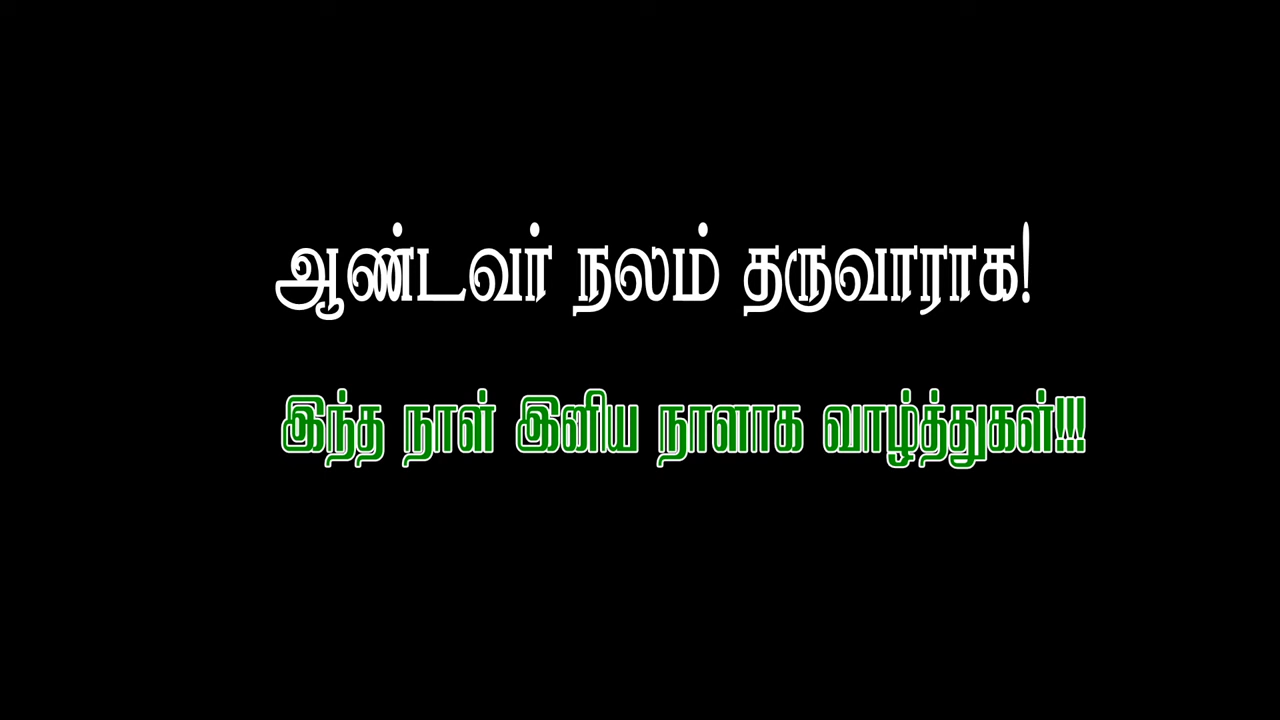 ஆண்டவர் நலம் தருவாராக!
இந்த நாள் இனிய நாளாக வாழ்த்துகள்!!!